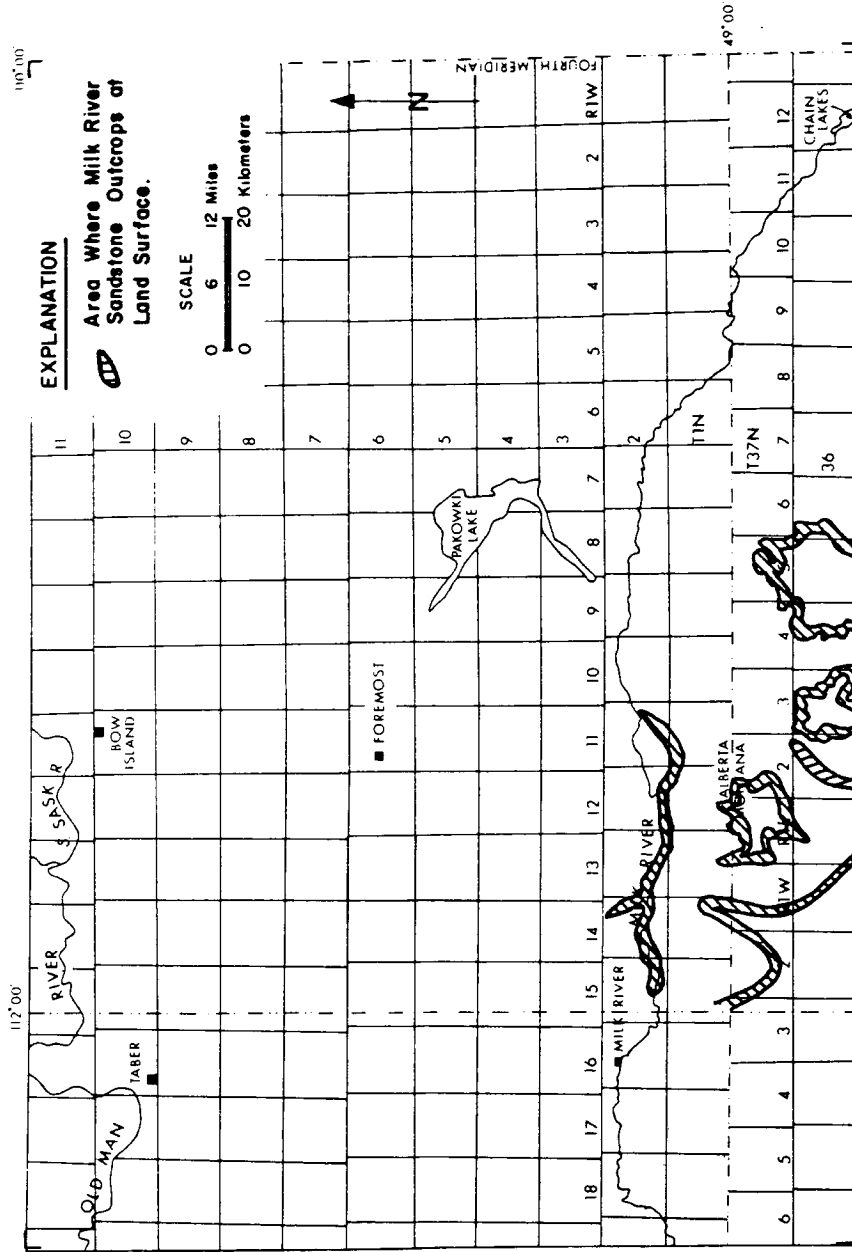 110°00'
EXPLANATION
Area Where Milk River
Sandstone Outcrops at
Land Surface.
SCALE
0 6 12 Miles
0 10 20 Kilometers
N
FOURTH MERIDIAN
49°00'
112°00'
OLD MAN
RIVER
S SASK R
TABER
BOW
ISLAND
FOREMOST
PAKOWKI
LAKE
MILK RIVER
RIVER
ALBERTA
CHAIN
LAKES
11
10
9
8
7
6
5
4
3
2
T1N
T37N
36
18 17 16 15 14 13 12 11 10 9 8 7 6 5 4 3 2 R1W
6 5 4 3 2 3 4 6 7 8 9 10 11 12